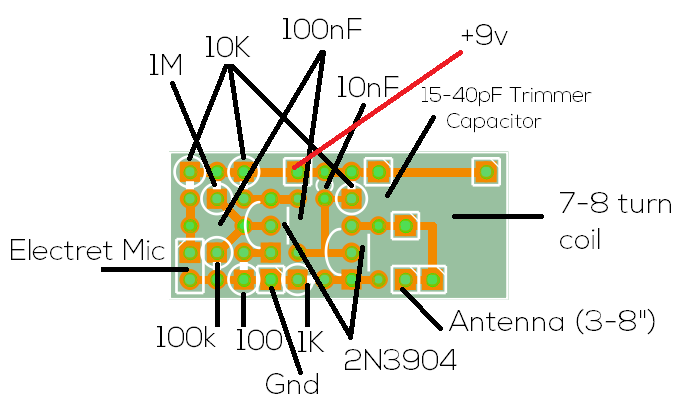 100nF
+9v
10K
1M
10nF
15-40pF Trimmer
Capacitor
7-8 turn
coil
Electret Mic
100k
100
1K
Antenna (3-8")
2N3904
Gnd